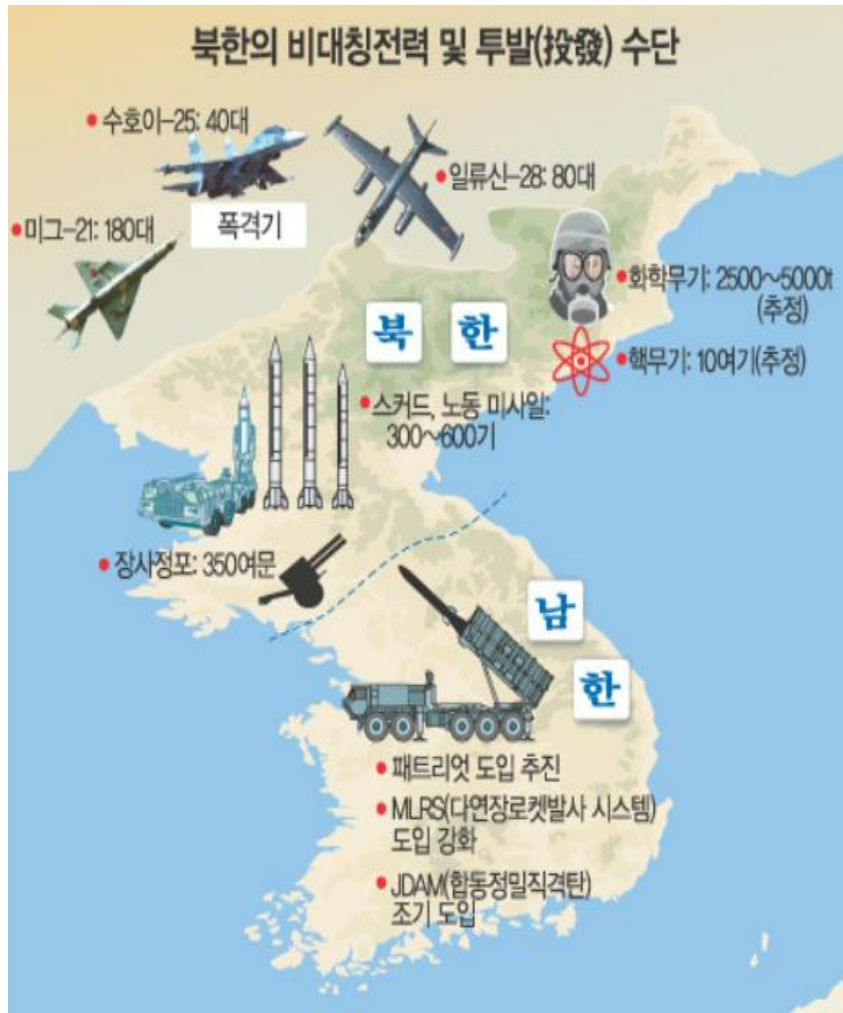 북한의 비대칭전력 및 투발(投發) 수단
• 수호이-25: 40대
• 일류신-28: 80대
• 미그-21: 180대
폭격기
• 화학무기: 2500~5000t
(추정)
북 한
• 핵무기: 10여기(추정)
• 스커드, 노동 미사일:
300~600기
• 장사정포: 350여문
남
한
• 패트리엇 도입 추진
• MLRS(다연장로켓발사 시스템)
도입 강화
• JDAM(합동정밀직격탄)
조기 도입